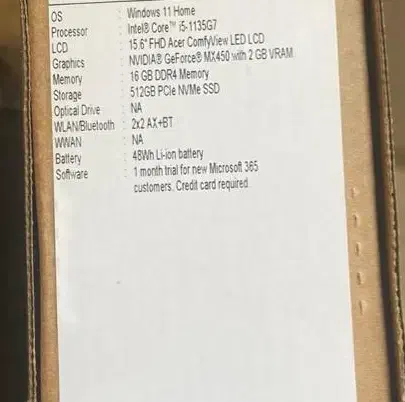 OS : Windows 11 Home
Processor : Intel® Core™ i5-1135G7
LCD : 15.6" FHD Acer ComfyView LED LCD
Graphics : NVIDIA® GeForce® MX450 with 2 GB VRAM
Memory : 16 GB DDR4 Memory
Storage : 512GB PCIe NVMe SSD
Optical Drive : NA
WLAN/Bluetooth : 2x2 AX+BT
WWAN : NA
Battery : 48Wh Li-ion battery
Software : 1 month trial for new Microsoft 365
customers. Credit card required.